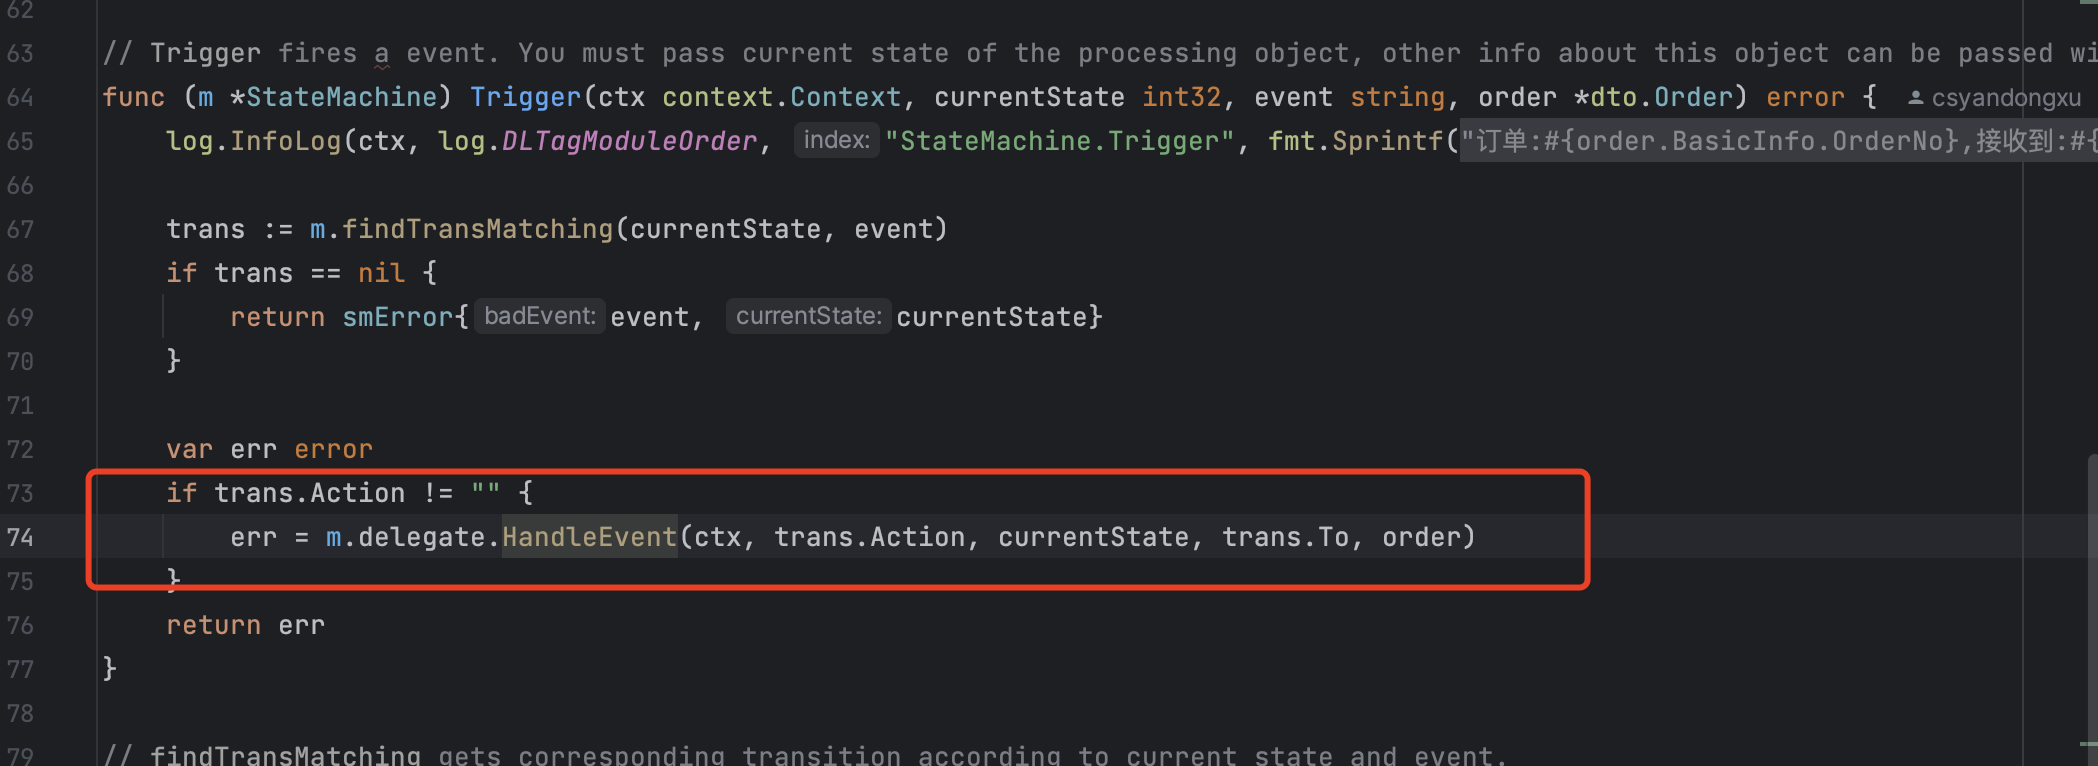 62
63 // Trigger fires a event. You must pass current state of the processing object, other info about this object can be passed wi
64 func (m *StateMachine) Trigger(ctx context.Context, currentState int32, event string, order *dto.Order) error { csyandongxu
65 log.InfoLog(ctx, log.DLTagModuleOrder, index: "StateMachine.Trigger", fmt.Sprintf("订单:#{order.BasicInfo.OrderNo},接收到:#{
66
67 trans := m.findTransMatching(currentState, event)
68 if trans == nil {
69 return smError{ badEvent: event, currentState: currentState}
70 }
71
72 var err error
73 if trans.Action != "" {
74 err = m.delegate.HandleEvent(ctx, trans.Action, currentState, trans.To, order)
75 }
76 return err
77 }
78
79 // findTransMatching gets corresponding transition according to current state and event.